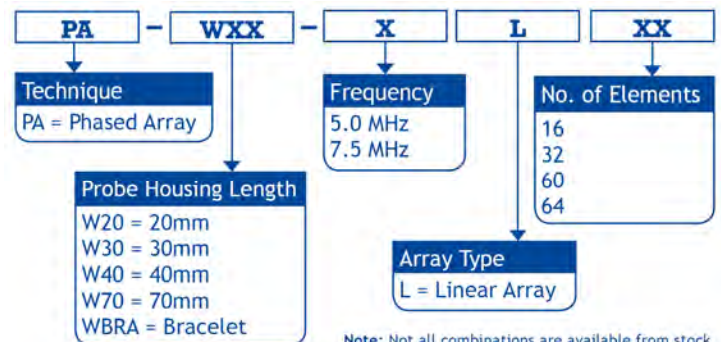 PA - WXX - X L XX
Technique
PA = Phased Array
Probe Housing Length
W20 = 20mm
W30 = 30mm
W40 = 40mm
W70 = 70mm
WBRA = Bracelet
Frequency
5.0 MHz
7.5 MHz
Array Type
L = Linear Array
No. of Elements
16
32
60
64
Note: Not all combinations are available from stock